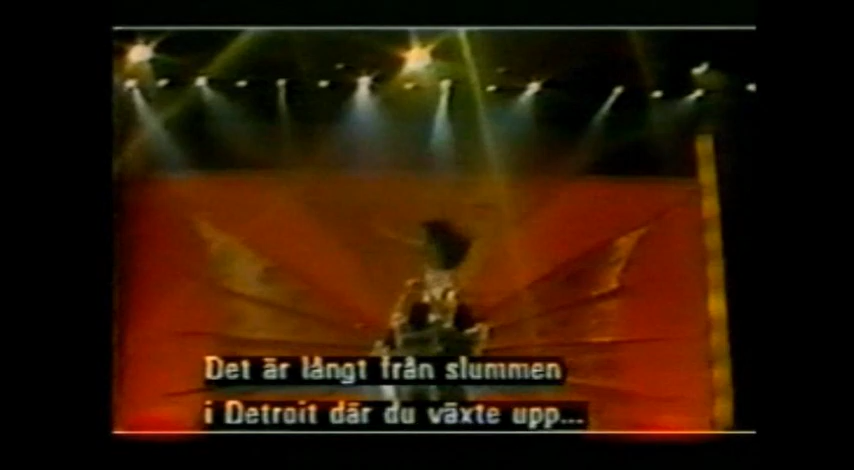 Det är långt från slummen
i Detroit där du växte upp...